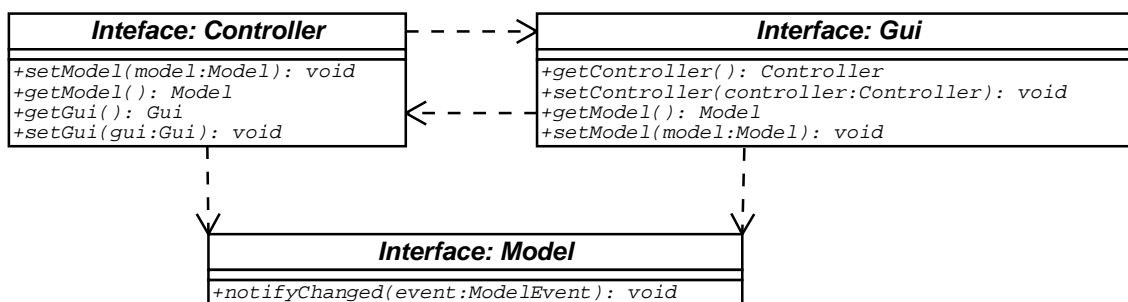 Inteface: Controller
+setModel(model:Model): void
+getModel(): Model
+getGui(): Gui
+setGui(gui:Gui): void
Interface: Gui
+getController(): Controller
+setController(controller:Controller): void
+getModel(): Model
+setModel(model:Model): void
Interface: Model
+notifyChanged(event:ModelEvent): void